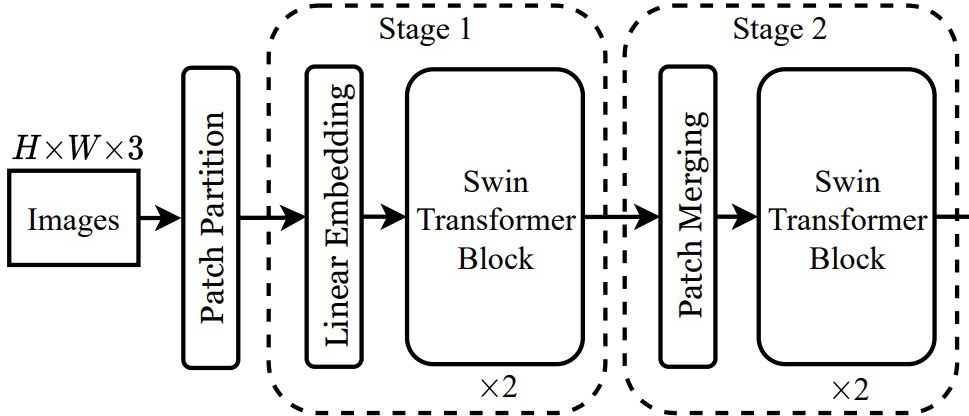 H×W×3
Images
Patch Partition
Stage 1
Linear Embedding
Swin
Transformer
Block
×2
Stage 2
Patch Merging
Swin
Transformer
Block
×2